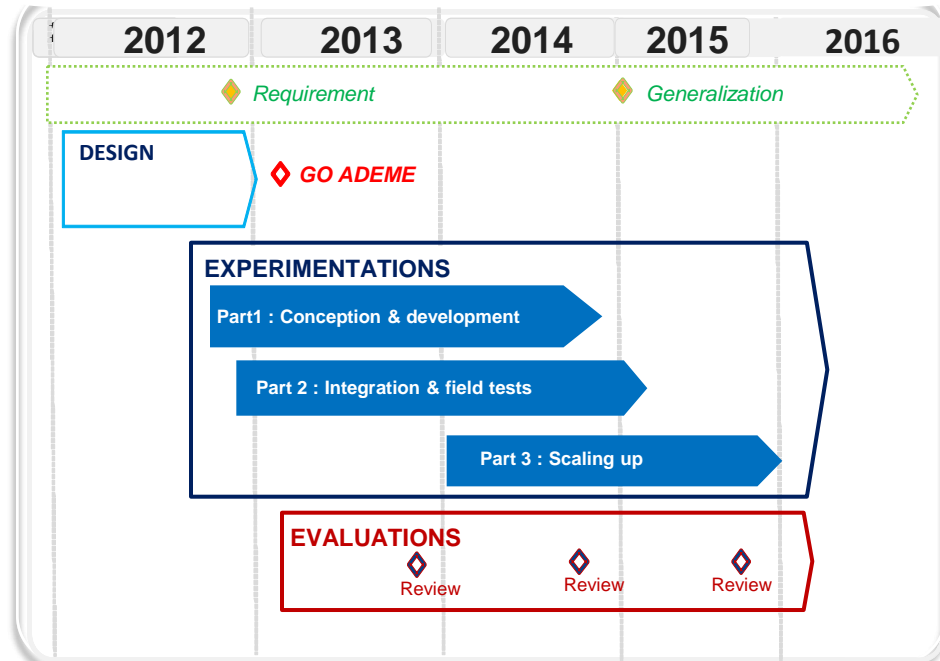 2012 2013 2014 2015 2016
Requirement Generalization
DESIGN
GO ADEME
EXPERIMENTATIONS
Part1 : Conception & development
Part 2 : Integration & field tests
Part 3 : Scaling up
EVALUATIONS
Review Review Review